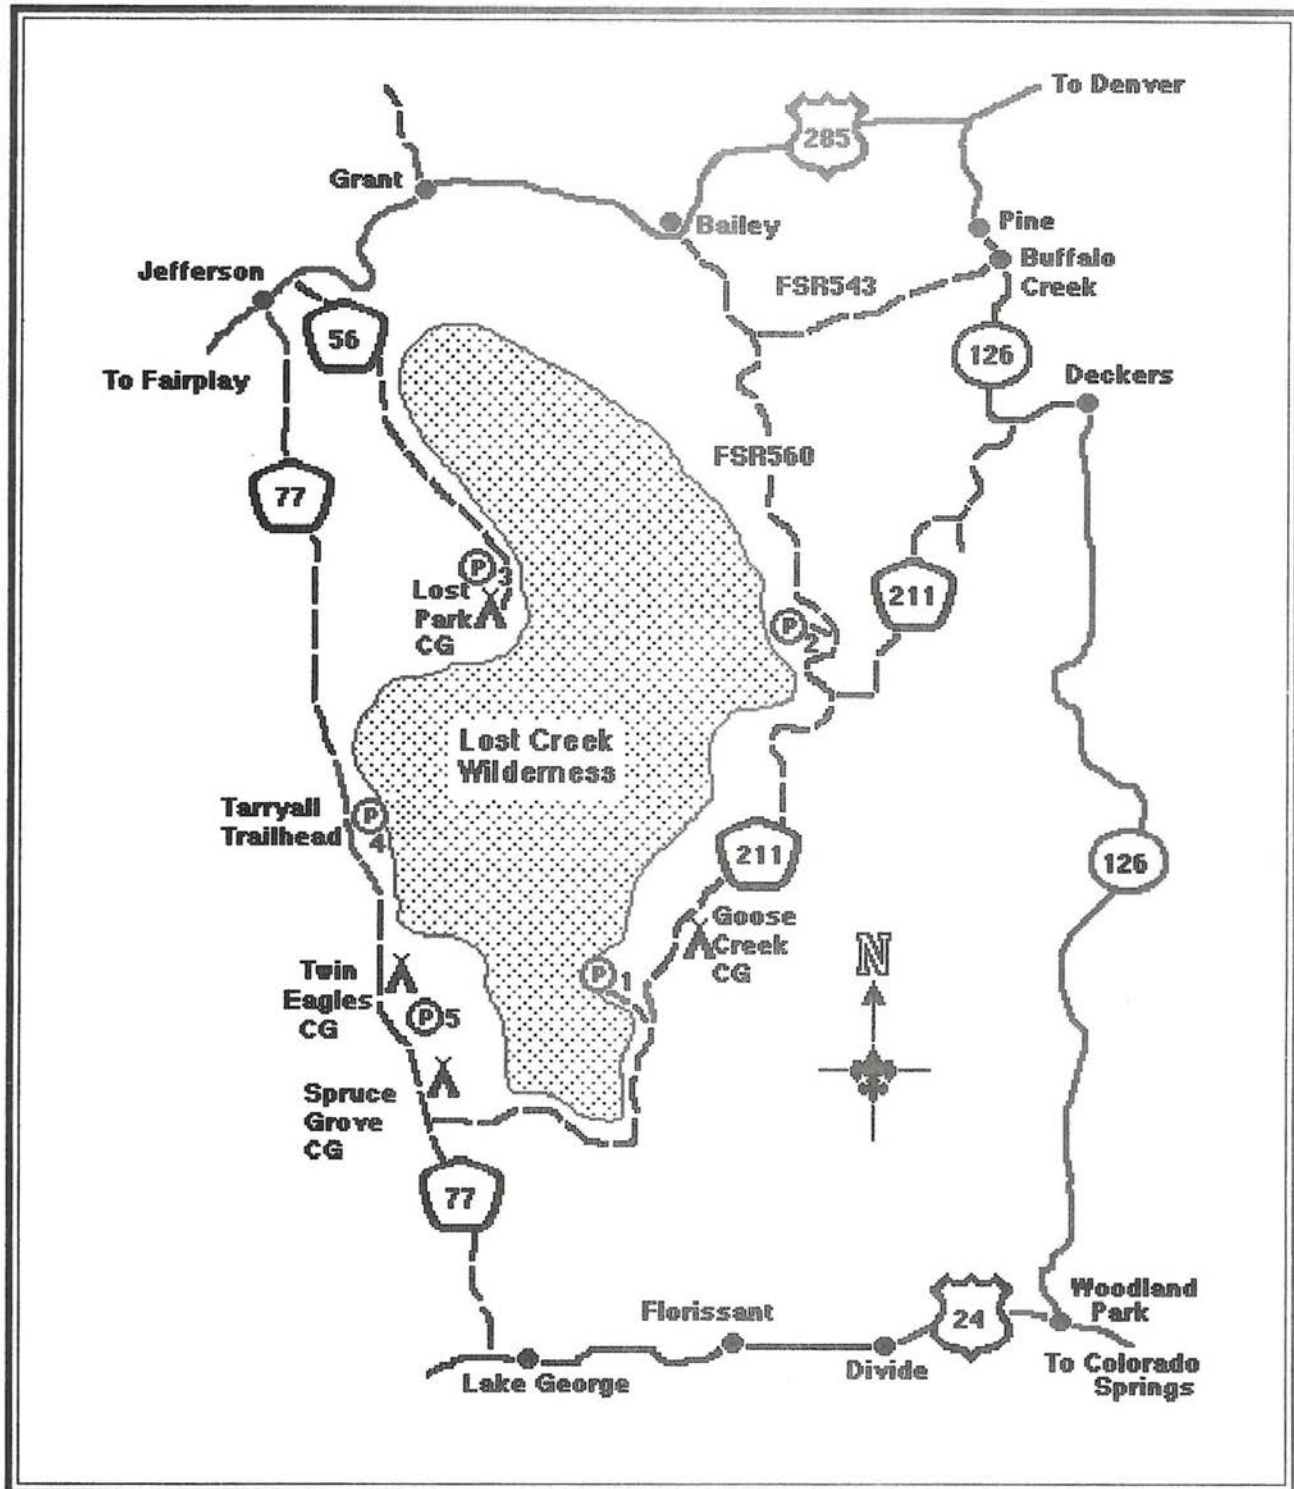 To Denver
285
Grant
Bailey
Pine
Buffalo
Creek
Jefferson
FSR543
56
126
To Fairplay
Deckers
FSR560
77
P
3
Lost
Park
CG
211
P
2
Lost Creek
Wilderness
Tarryall
Trailhead
P
4
211
126
Goose
Creek
CG
N
Twin
Eagles
CG
P
1
P
5
Spruce
Grove
CG
77
Florissant
24
Woodland
Park
Lake George
Divide
To Colorado
Springs